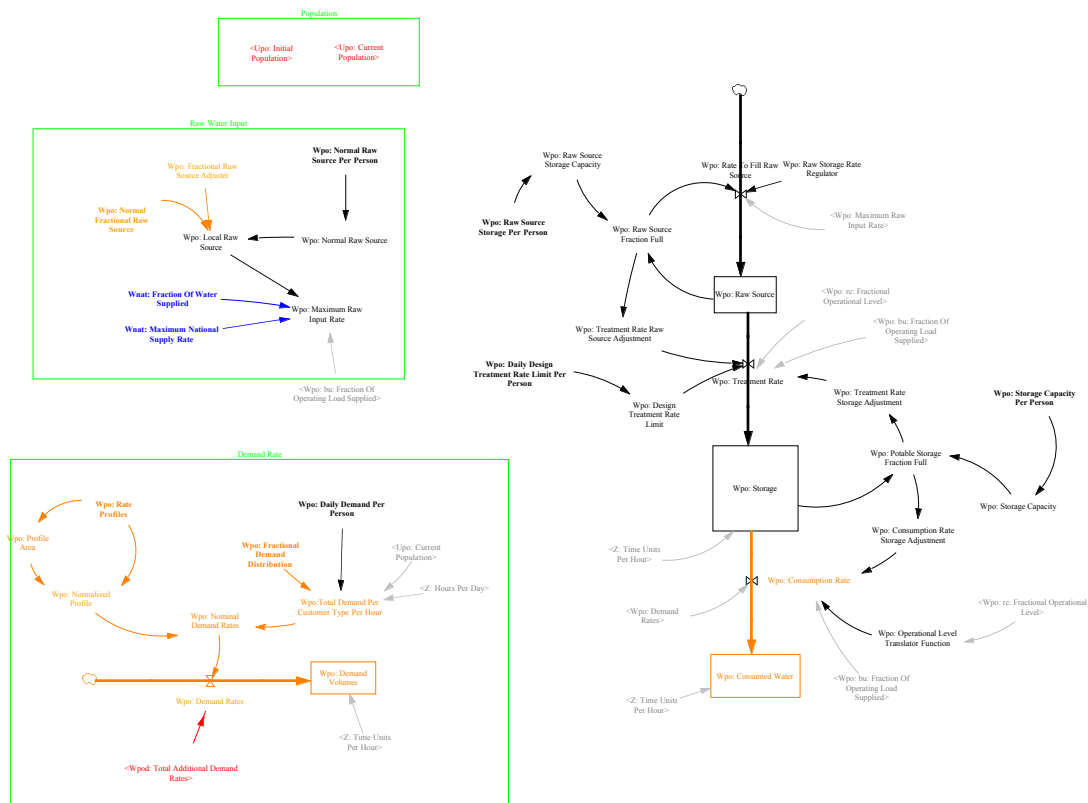 Population
<Upo: Initial
Population>
<Upo: Current
Population>
Raw Water Input
Wpo: Normal Raw
Source Per Person
Wpo: Fractional Raw
Source Adjuster
Wpo: Normal
Fractional Raw
Source
Wpo: Local Raw
Source
Wpo: Normal Raw Source
Wnat: Fraction Of Water
Supplied
Wpo: Maximum Raw
Input Rate
Wnat: Maximum National
Supply Rate
<Wpo: bu: Fraction Of
Operating Load Supplied>
Wpo: Raw Source
Storage Capacity
Wpo: Rate To Fill Raw
Source
Wpo: Raw Storage Rate
Regulator
Wpo: Raw Source
Storage Per Person
Wpo: Raw Source
Fraction Full
<Wpo: Maximum Raw
Input Rate>
Wpo: Raw Source
<Wpo: rc: Fractional
Operational Level>
Wpo: Treatment Rate Raw
Source Adjustment
<Wpo: bu: Fraction Of
Operating Load
Supplied>
Wpo: Daily Design
Treatment Rate Limit Per
Person
Wpo: Treatment Rate
Wpo: Design
Treatment Rate
Limit
Wpo: Treatment Rate
Storage Adjustment
Wpo: Storage Capacity
Per Person
Wpo: Potable Storage
Fraction Full
Wpo: Storage
Wpo: Storage Capacity
Wpo: Consumption Rate
Storage Adjustment
<Z: Time Units
Per Hour>
Wpo: Consumption Rate
<Wpo: Demand
Rates>
<Wpo: rc: Fractional Operational
Level>
Wpo: Operational Level
Translator Function
Wpo: Consumed Water
<Wpo: bu: Fraction Of
Operating Load
Supplied>
<Z: Time Units
Per Hour>
Demand Rate
Wpo: Rate
Profiles
Wpo: Daily Demand Per
Person
Wpo: Profile
Area
Wpo: Fractional
Demand
Distribution
<Upo: Current
Population>
<Z: Hours Per Day>
Wpo: Normalized
Profile
Wpo:Total Demand Per
Customer Type Per Hour
Wpo: Nominal
Demand Rates
Wpo: Demand
Volumes
Wpo: Demand Rates
<Z: Time Units
Per Hour>
<Wpod: Total Additional Demand
Rates>